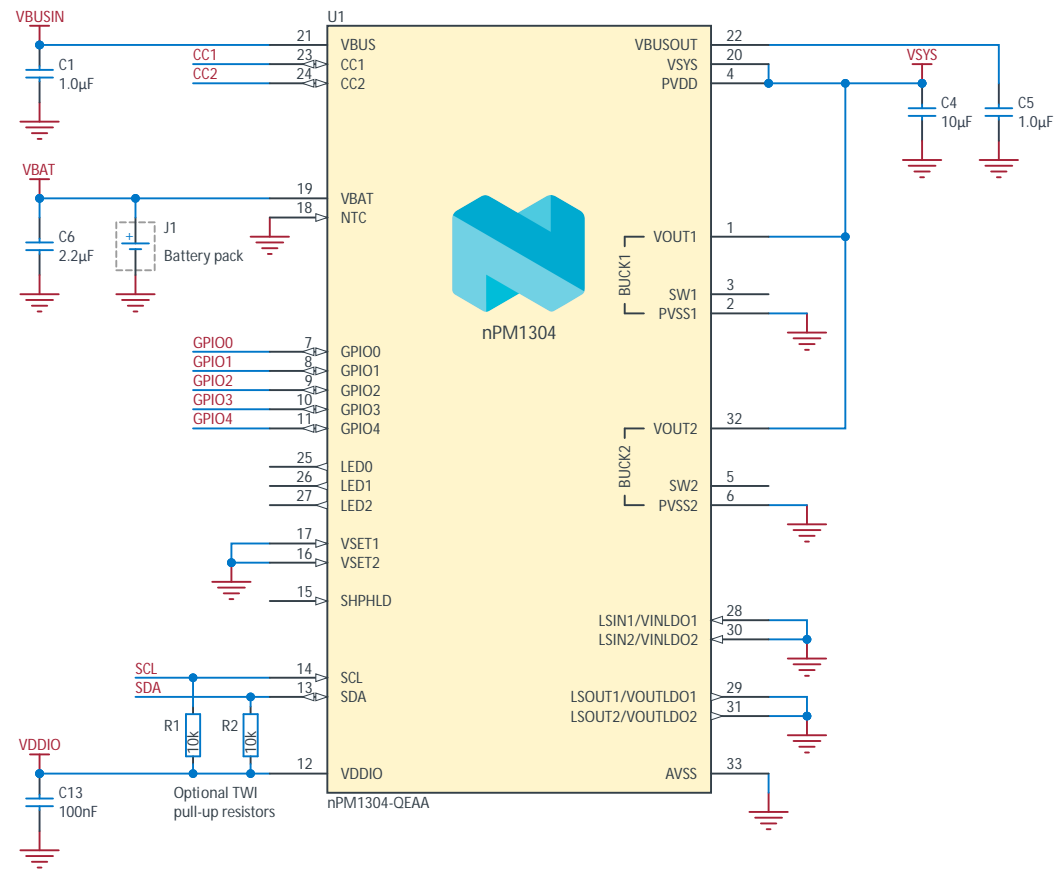 VBUSIN
U1
21
VBUS
VBUSOUT
22
CC1
23
CC1
VSYS
20
VSYS
CC2
24
CC2
PVDD
4
C1
1.0µF
C4
10µF
C5
1.0µF
VBAT
19
VBAT
18
NTC
C6
2.2µF
+
J1
Battery pack
nPM1304
BUCK1
VOUT1
1
SW1
3
PVSS1
2
GPIO0
7
GPIO0
GPIO1
8
GPIO1
GPIO2
9
GPIO2
GPIO3
10
GPIO3
GPIO4
11
GPIO4
BUCK2
VOUT2
32
SW2
5
PVSS2
6
25
LED0
26
LED1
27
LED2
17
VSET1
16
VSET2
15
SHPHLD
LSIN1/VINLDO1
28
LSIN2/VINLDO2
30
SCL
14
SCL
SDA
13
SDA
LSOUT1/VOUTLDO1
29
LSOUT2/VOUTLDO2
31
R1
10k
R2
10k
VDDIO
12
VDDIO
AVSS
33
C13
100nF
Optional TWI
pull-up resistors
nPM1304-QEAA